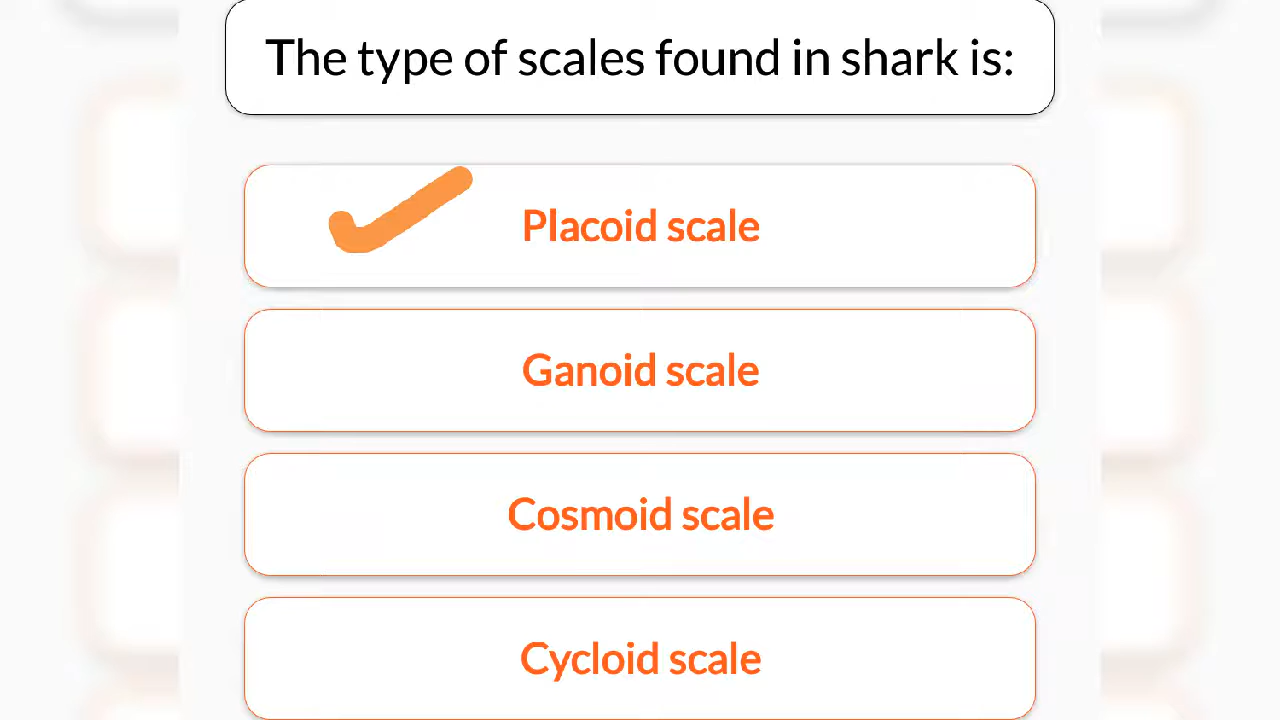 The type of scales found in shark is:
Placoid scale
Ganoid scale
Cosmoid scale
Cycloid scale